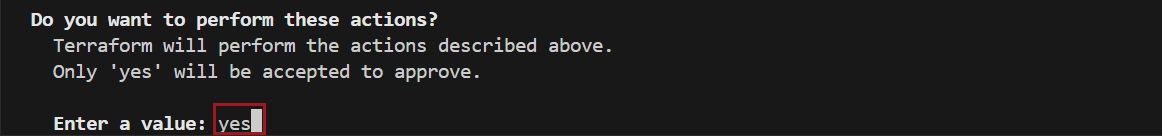 Do you want to perform these actions?
Terraform will perform the actions described above.
Only 'yes' will be accepted to approve.
Enter a value: yes